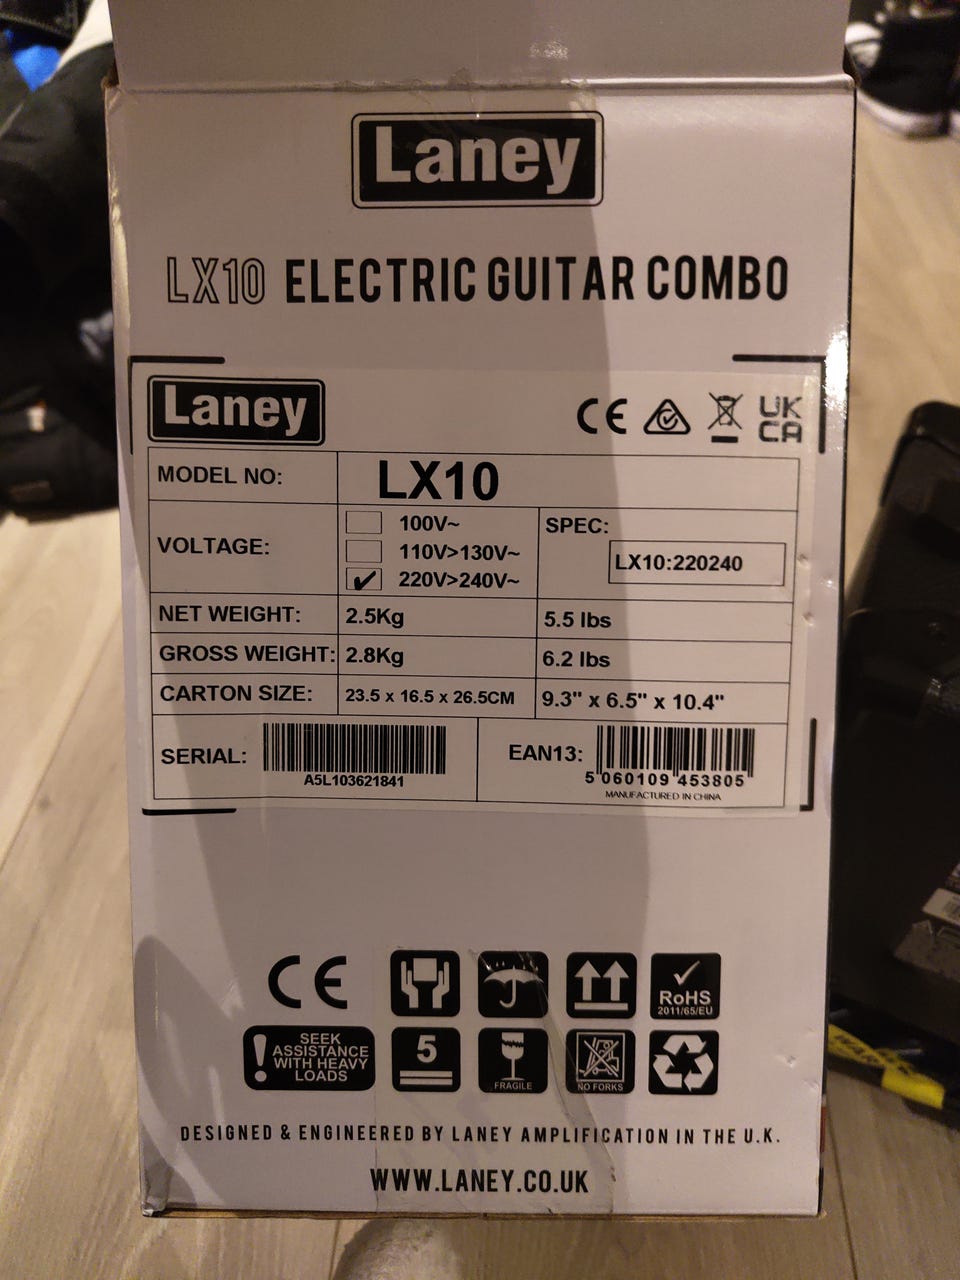 Laney
LX10 ELECTRIC GUITAR COMBO
Laney
CE
UK
CA
MODEL NO: LX10
VOLTAGE:
100V~
110V>130V~
220V>240V~
SPEC:
LX10:220240
NET WEIGHT: 2.5Kg 5.5 lbs
GROSS WEIGHT: 2.8Kg 6.2 lbs
CARTON SIZE: 23.5 x 16.5 x 26.5CM 9.3" x 6.5" x 10.4"
SERIAL:
A5L103621841
EAN13:
5 060109 453805
MANUFACTURED IN CHINA
CE
RoHS
2011/65/EU
! SEEK
ASSISTANCE
WITH HEAVY
LOADS
5
FRAGILE
NO FORKS
DESIGNED & ENGINEERED BY LANEY AMPLIFICATION IN THE U.K.
WWW.LANEY.CO.UK